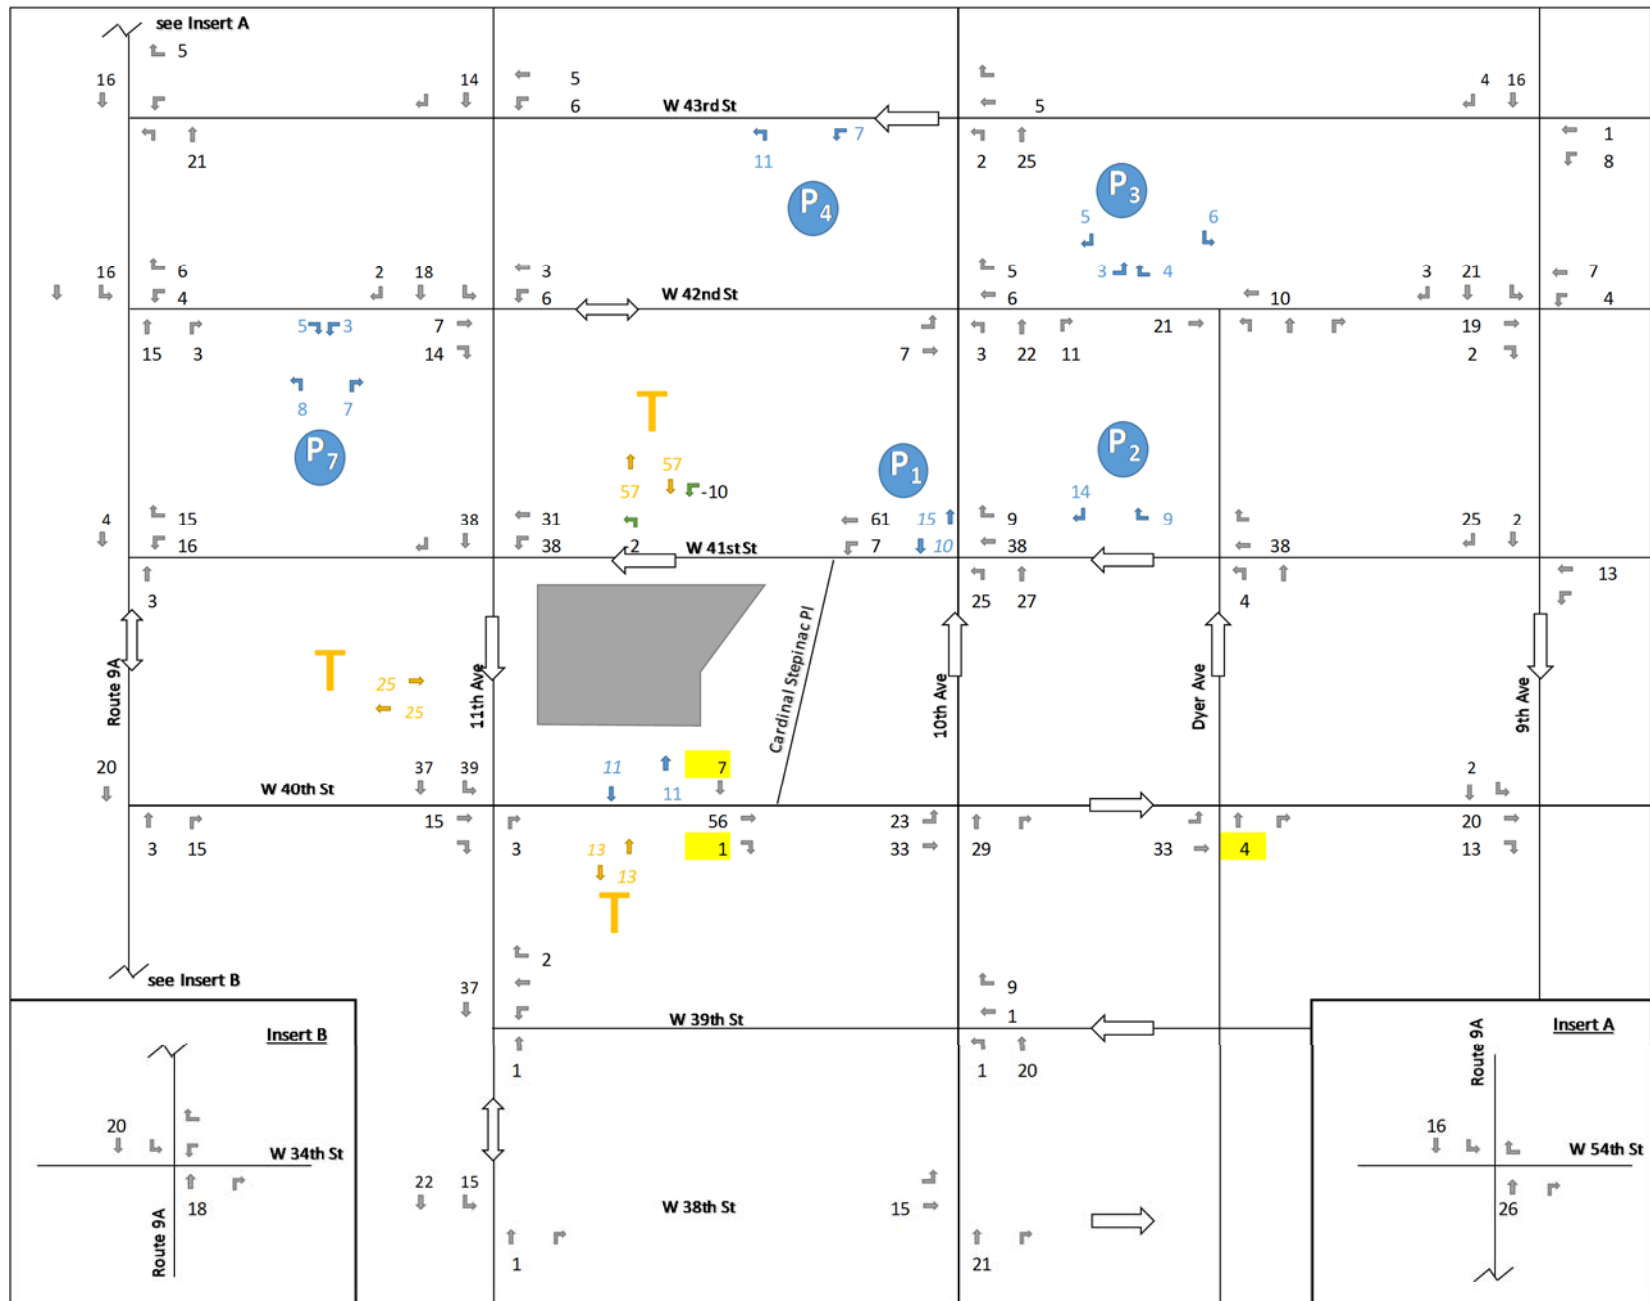 see Insert A
5
16 14 5 4 16
6 W 43rd St 5
7 1
21 11 2 25 8
P4 P3
5 6
16 6 2 18 3 3 4 5 3 21 7
4 6 W 42nd St 6 10 4
5 3 7 21 19
15 3 14 7 3 22 11 2
8 7
P7 P1 P2
57
57 -10 14
4 15 38 31 61 15 9 9 25 2
16 38 -2 W 41st St 7 10 38 38
3 25 27 4 13
Route 9A
11th Ave
Cardinal Stepinac Pl
10th Ave
Dyer Ave
9th Ave
T
T
25
25
20 37 39 11 7 2
W 40th St 11
15 56 23 20
3 15 3 13 1 33 29 33 4 13
13
T
2
see Insert B
37 9
W 39th St 1
1 1 20
22 15
W 38th St 15
1 21
Insert B
20
W 34th St
18
Route 9A
Insert A
Route 9A
16
W 54th St
26